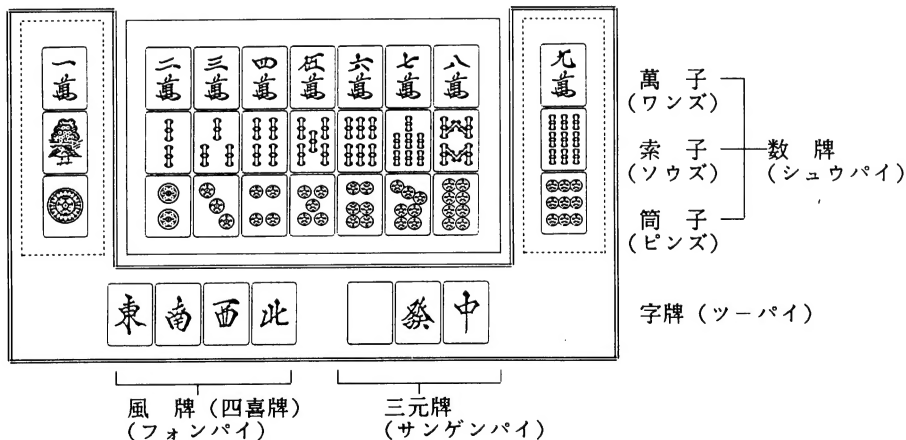 一萬 二萬 三萬 四萬 伍萬 六萬 七萬 八萬 九萬
萬 子
(ワンズ)
索 子
(ソウズ)
数 牌
(シュウパイ)
筒 子
(ピンズ)
東 南 西 北 發 中
字牌 (ツーパイ)
風 牌 (四喜牌)
(フォンパイ)
三元牌
(サンゲンパイ)